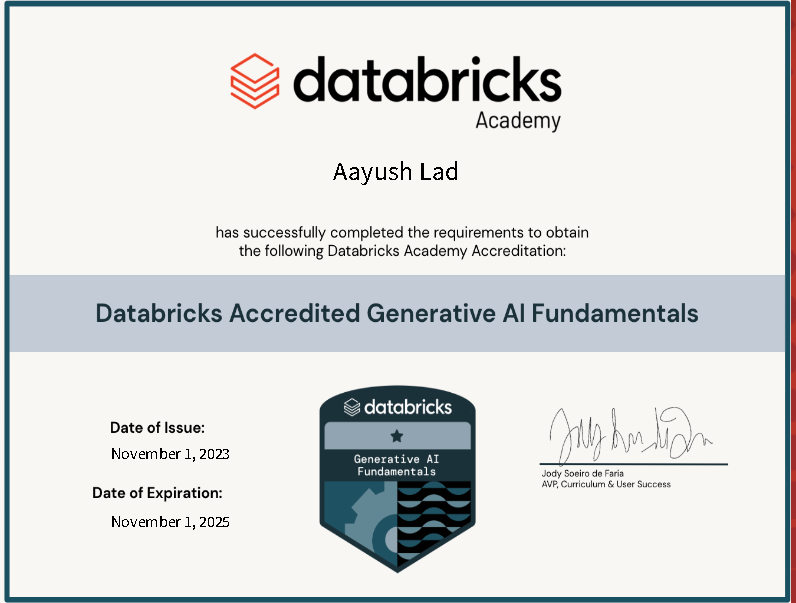 databricks
Academy
Aayush Lad
has successfully completed the requirements to obtain
the following Databricks Academy Accreditation:
Databricks Accredited Generative AI Fundamentals
Date of Issue:
November 1, 2023
Date of Expiration:
November 1, 2025
databricks
Generative AI
Fundamentals
Jody Soeiro de Faria
AVP, Curriculum & User Success